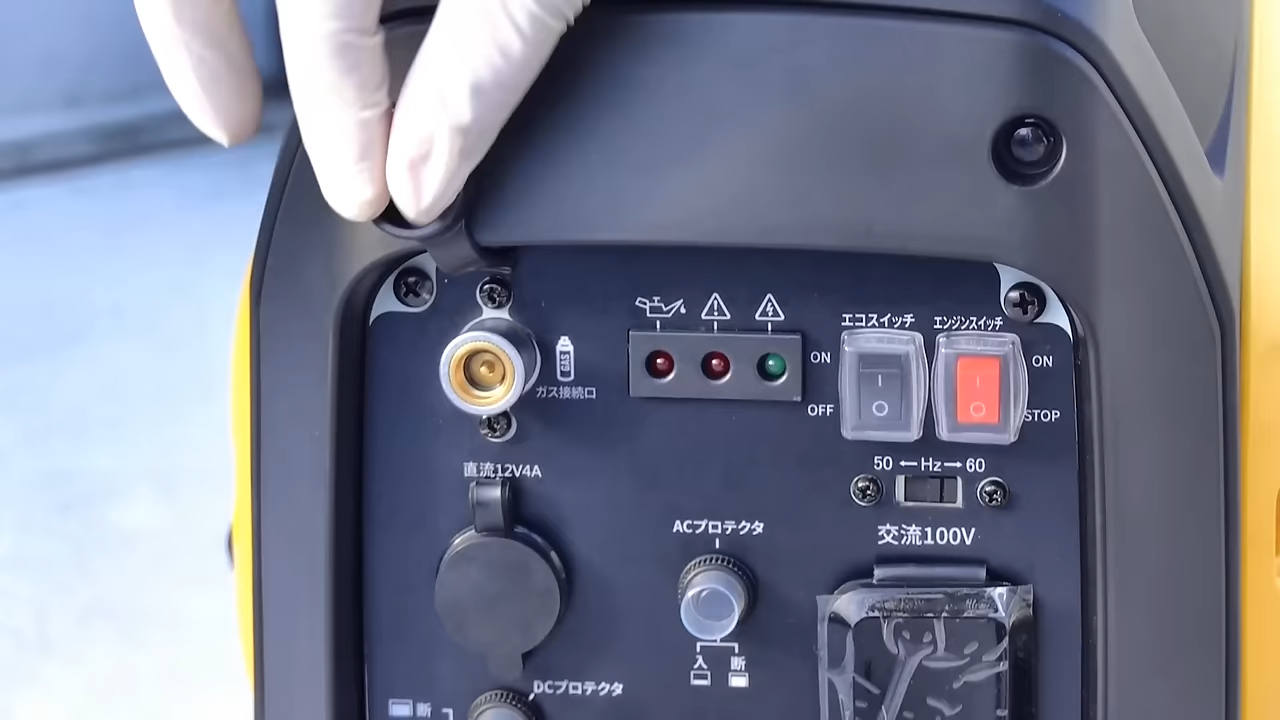 GAS
ガス接続口
エコスイッチ
エンジンスイッチ
ON
OFF
ON
STOP
50 ←Hz→ 60
直流12V4A
ACプロテクタ
交流100V
入 断
DCプロテクタ
断